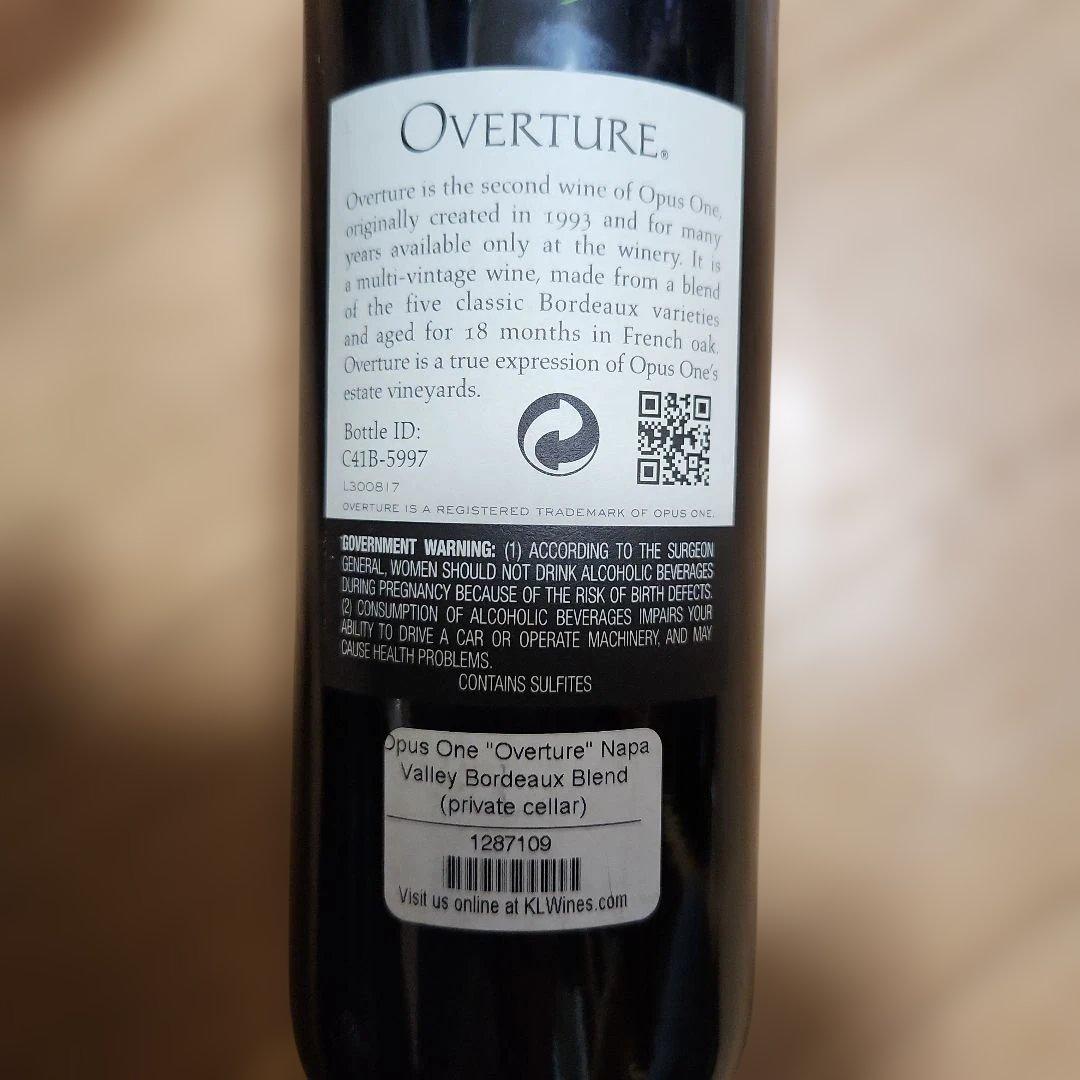 OVERTURE®
Overture is the second wine of Opus One,
originally created in 1993 and for many
years available only at the winery. It is
a multi-vintage wine, made from a blend
of the five classic Bordeaux varieties
and aged for 18 months in French oak.
Overture is a true expression of Opus One's
estate vineyards.
Bottle ID:
C41B-5997
L300817
OVERTURE IS A REGISTERED TRADEMARK OF OPUS ONE.
GOVERNMENT WARNING: (1) ACCORDING TO THE SURGEON
GENERAL, WOMEN SHOULD NOT DRINK ALCOHOLIC BEVERAGES
DURING PREGNANCY BECAUSE OF THE RISK OF BIRTH DEFECTS.
(2) CONSUMPTION OF ALCOHOLIC BEVERAGES IMPAIRS YOUR
ABILITY TO DRIVE A CAR OR OPERATE MACHINERY, AND MAY
CAUSE HEALTH PROBLEMS.
CONTAINS SULFITES
Opus One "Overture" Napa
Valley Bordeaux Blend
(private cellar)
1287109
Visit us online at KLWines.com